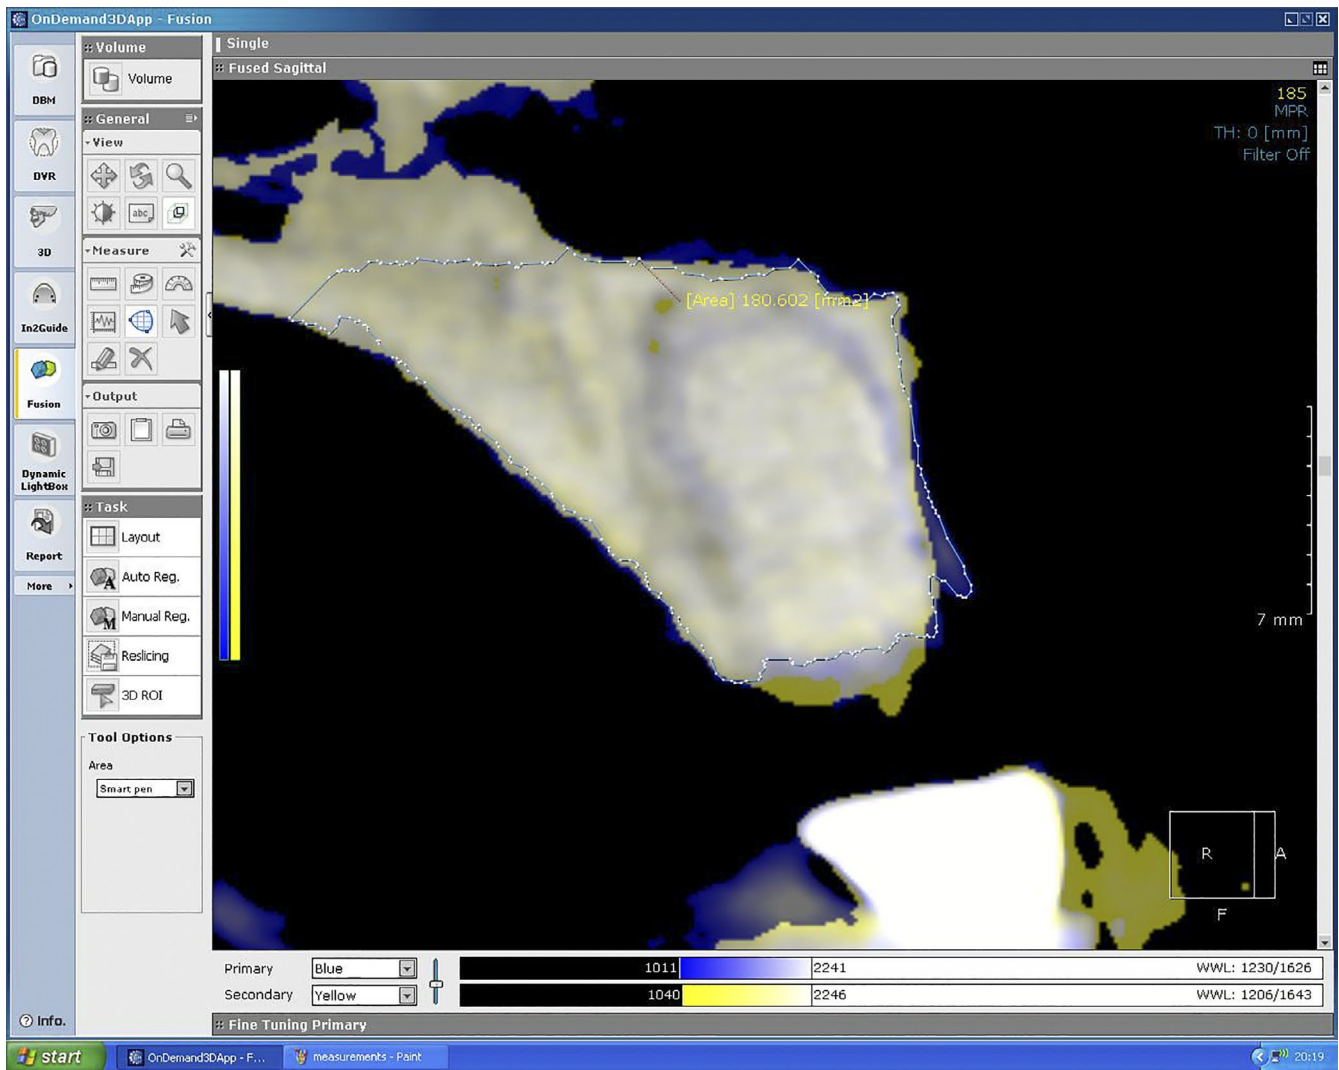 OnDemand3DApp - Fusion
DBM
DVR
3D
In2Guide
Fusion
Dynamic
LightBox
Report
More
Info.
Volume
Volume
General
View
abc
Measure
Output
Task
Layout
Auto Reg.
Manual Reg.
Reslicing
3D ROI
Tool Options
Area
Smart pen
Single
Fused Sagittal
185
MPR
TH: 0 [mm]
Filter Off
[Area] 180.602 [mm2]
7 mm
R
A
F
Primary
Blue
1011
2241
WWL: 1230/1626
Secondary
Yellow
1040
2246
WWL: 1206/1643
Fine Tuning Primary
start
OnDemand3DApp - F...
measurements - Paint
20:19